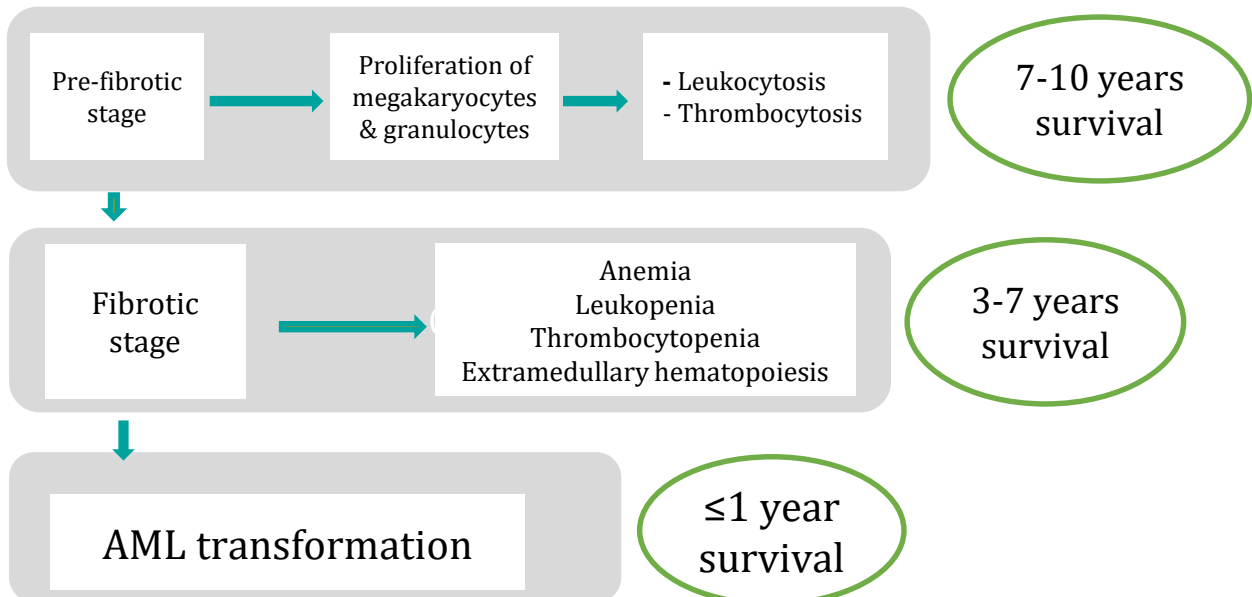 Pre-fibrotic
stage
Proliferation of
megakaryocytes
& granulocytes
- Leukocytosis
- Thrombocytosis
7-10 years
survival
Fibrotic
stage
Anemia
Leukopenia
Thrombocytopenia
Extramedullary hematopoiesis
3-7 years
survival
AML transformation
≤1 year
survival